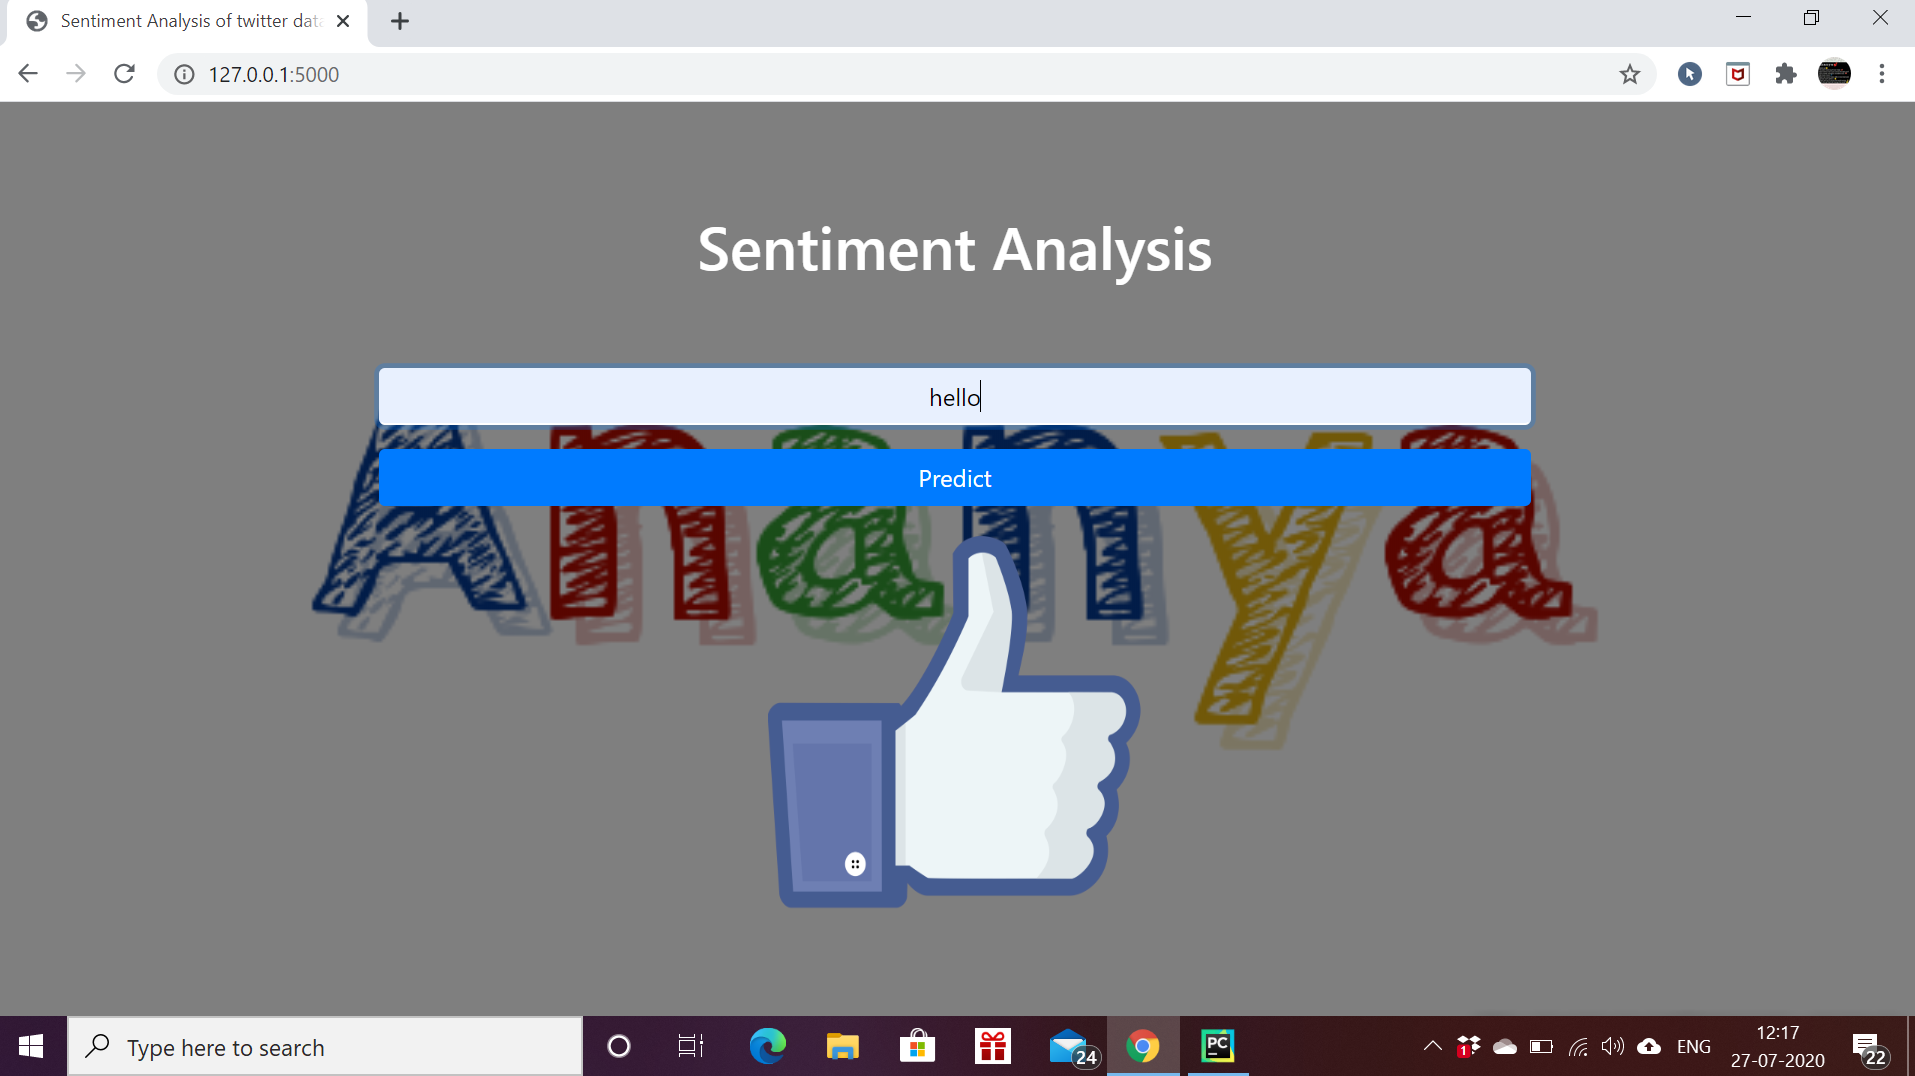 Sentiment Analysis of twitter data
127.0.0.1:5000
Sentiment Analysis
hello
Predict
Ananya
Type here to search
24
PC
1
ENG
12:17
27-07-2020
22